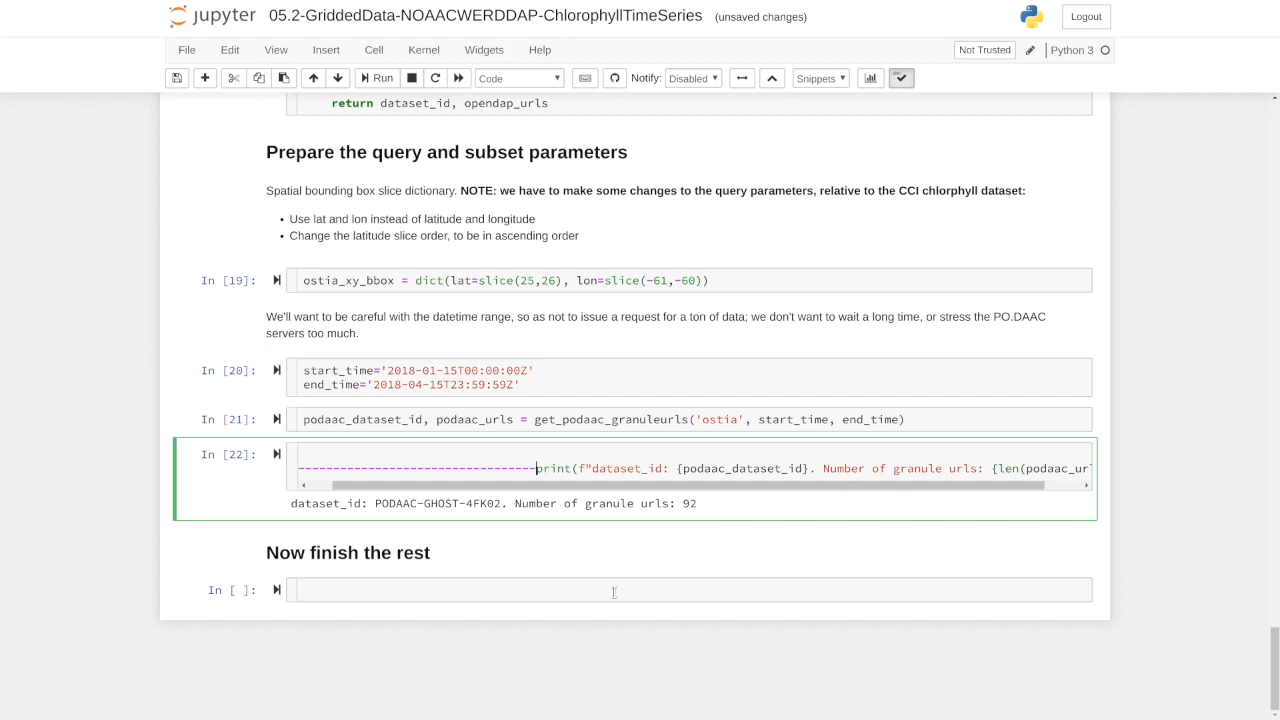 jupyter 05.2-GriddedData-NOAACWERDDAP-ChlorophyllTimeSeries (unsaved changes) Logout
File Edit View Insert Cell Kernel Widgets Help Not Trusted Python 3
Run Code Notify: Disabled Snippets
return dataset_id, opendap_urls
Prepare the query and subset parameters
Spatial bounding box slice dictionary. NOTE: we have to make some changes to the query parameters, relative to the CCI chlorphyll dataset:
• Use lat and lon instead of latitude and longitude
• Change the latitude slice order, to be in ascending order
In [19]: ostia_xy_bbox = dict(lat=slice(25,26), lon=slice(-61,-60))
We'll want to be careful with the datetime range, so as not to issue a request for a ton of data; we don't want to wait a long time, or stress the PO.DAAC
servers too much.
In [20]: start_time='2018-01-15T00:00:00Z'
end_time='2018-04-15T23:59:59Z'
In [21]: podaac_dataset_id, podaac_urls = get_podaac_granuleurls('ostia', start_time, end_time)
In [22]:
----------------------------------print(f"dataset_id: {podaac_dataset_id}. Number of granule urls: {len(podaac_url
dataset_id: PODAAC-GHOST-4FK02. Number of granule urls: 92
Now finish the rest
In [ ]: